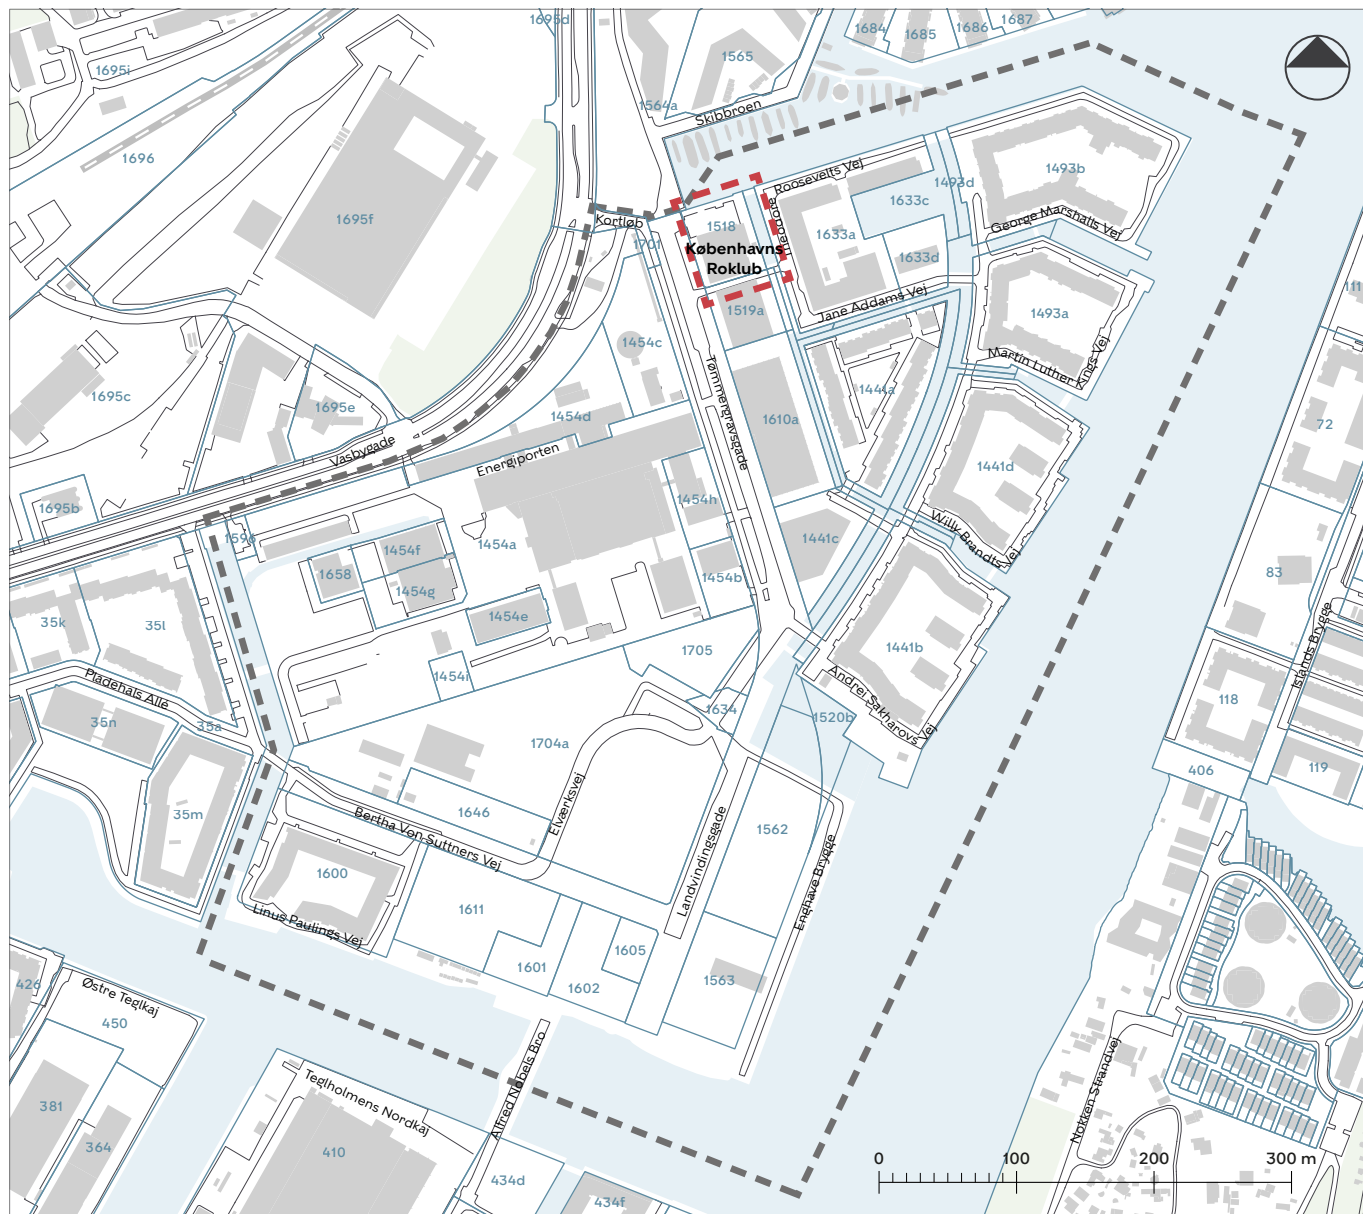 1695d
1687
1684
1685
1686
1565
1695i
1564a
Skibbroen
1696
Roosevelts Vej
1493b
1493d
1633c
1695f
Kortløb
1518
Theodore
George Marshalls Vej
1633a
1701
Københavns
Roklub
1633d
111
Jane Addams Vej
1519a
1493a
1454c
Martin Luther Kings Vej
Tømmergravsgade
1441a
1695c
1695e
1454d
1610a
72
Vasbygade
Energiporten
1441d
1695b
1454h
Willy Brandts Vej
1596
1454f
1454a
1441c
1658
1454g
1454b
83
1454e
35k
35l
1441b
1705
Islands Brygge
1454i
Pladehals Allé
Andrei Sakharovs Vej
118
35n
35a
1634
1520b
1704a
406
119
Elværksvej
35m
1646
Bertha Von Suttners Vej
1562
Landvindingsgade
Enghave Brygge
1600
1611
Linus Paulings Vej
1605
1601
1602
1563
426
Østre Teglkaj
450
Alfred Nobels Bro
Nokken Strandvej
Teglholmens Nordkaj
381
364
410
434d
434f
0
100
200
300 m